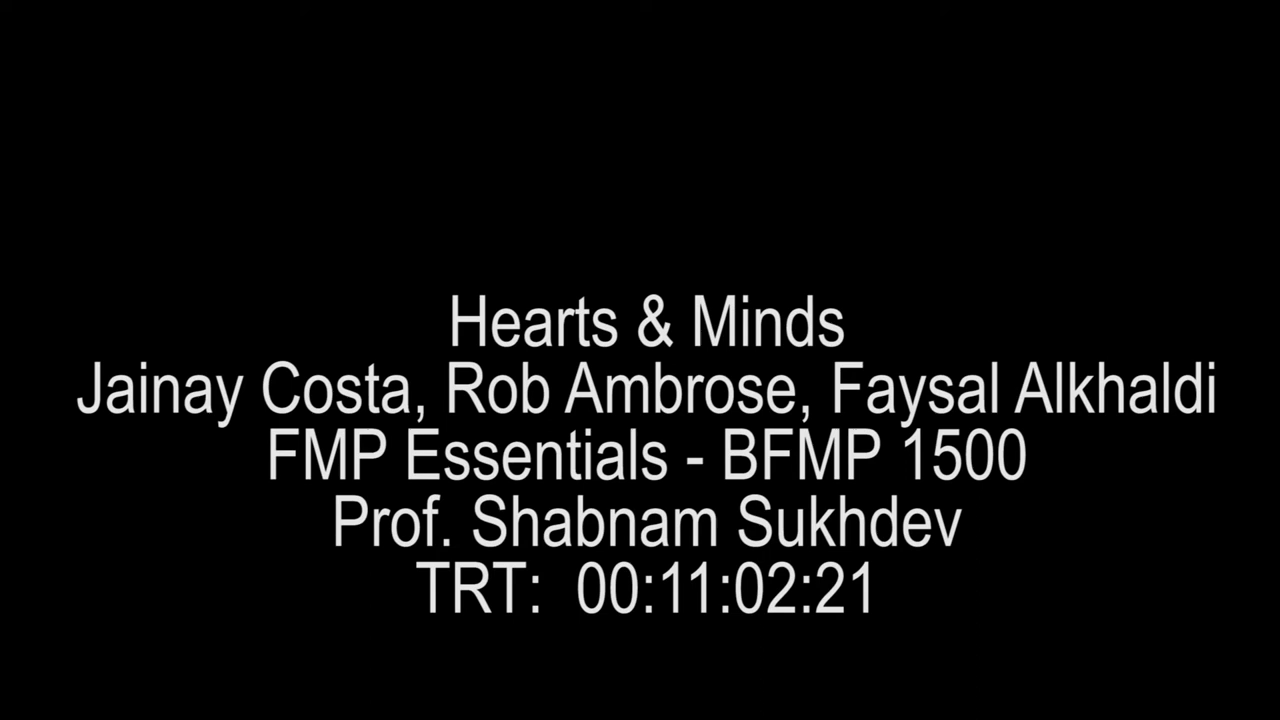 Hearts & Minds
Jainay Costa, Rob Ambrose, Faysal Alkhaldi
FMP Essentials - BFMP 1500
Prof. Shabnam Sukhdev
TRT:  00:11:02:21